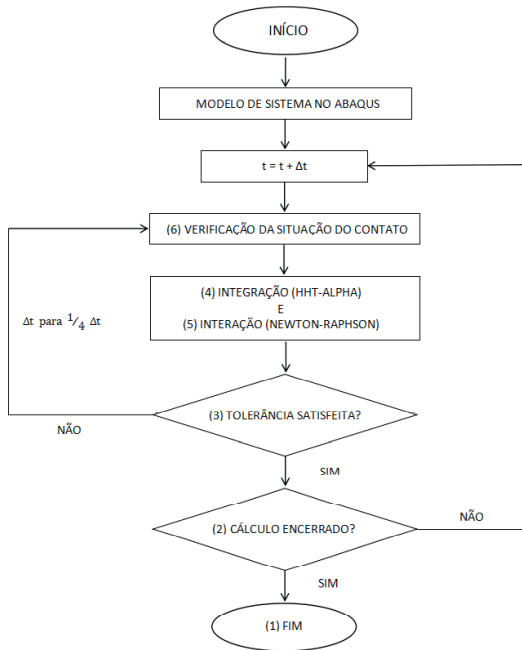 INÍCIO
MODELO DE SISTEMA NO ABAQUS
t = t + Δt
(6) VERIFICAÇÃO DA SITUAÇÃO DO CONTATO
(4) INTEGRAÇÃO (HHT-ALPHA)
E
(5) INTERAÇÃO (NEWTON-RAPHSON)
Δt para 1/4 Δt
(3) TOLERÂNCIA SATISFEITA?
NÃO
SIM
(2) CÁLCULO ENCERRADO?
NÃO
SIM
(1) FIM